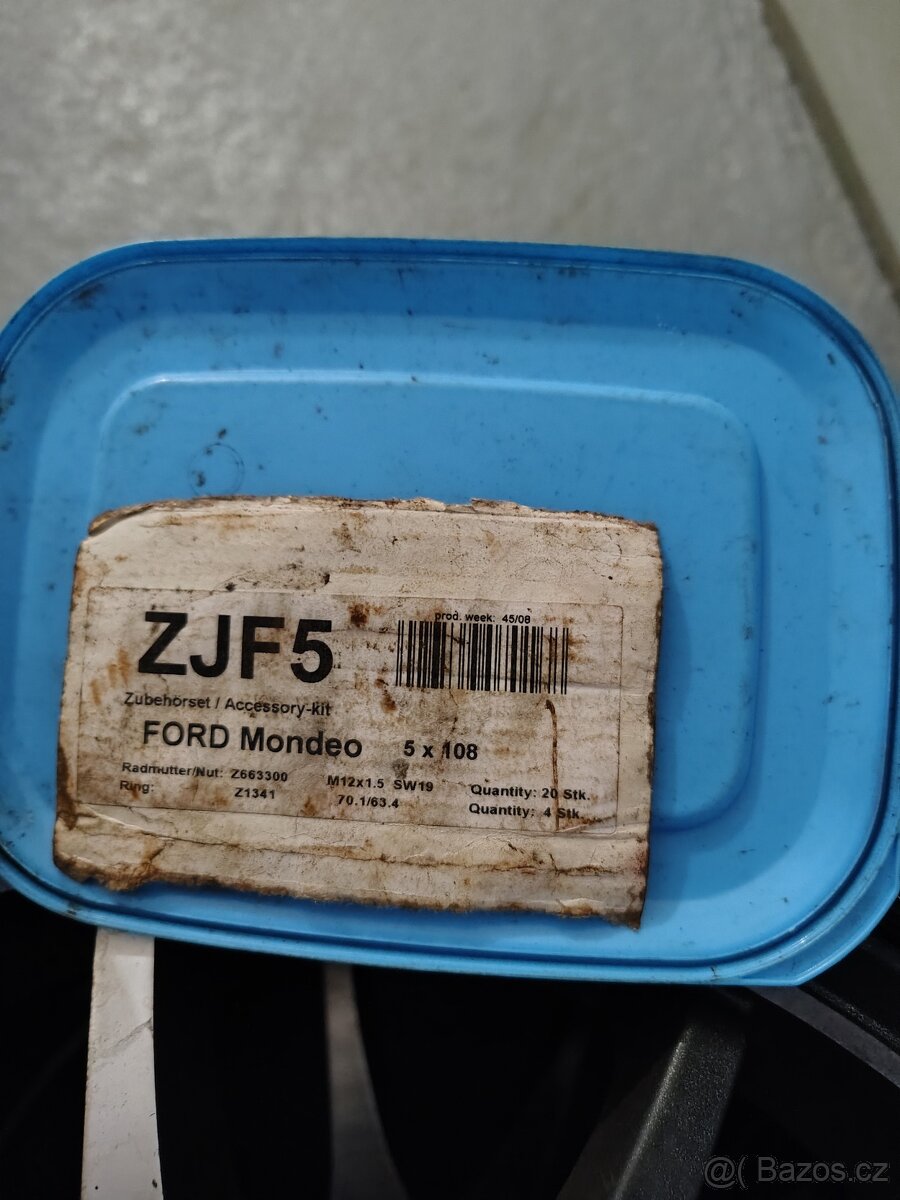 prod. week: 45/08
ZJF5
Zubehörset / Accessory-kit
FORD Mondeo 5 x 108
Radmutter/Nut: Z663300 M12x1.5 SW19 Quantity: 20 Stk.
Ring: Z1341 70.1/63.4 Quantity: 4 Stk.
@( Bazos.cz